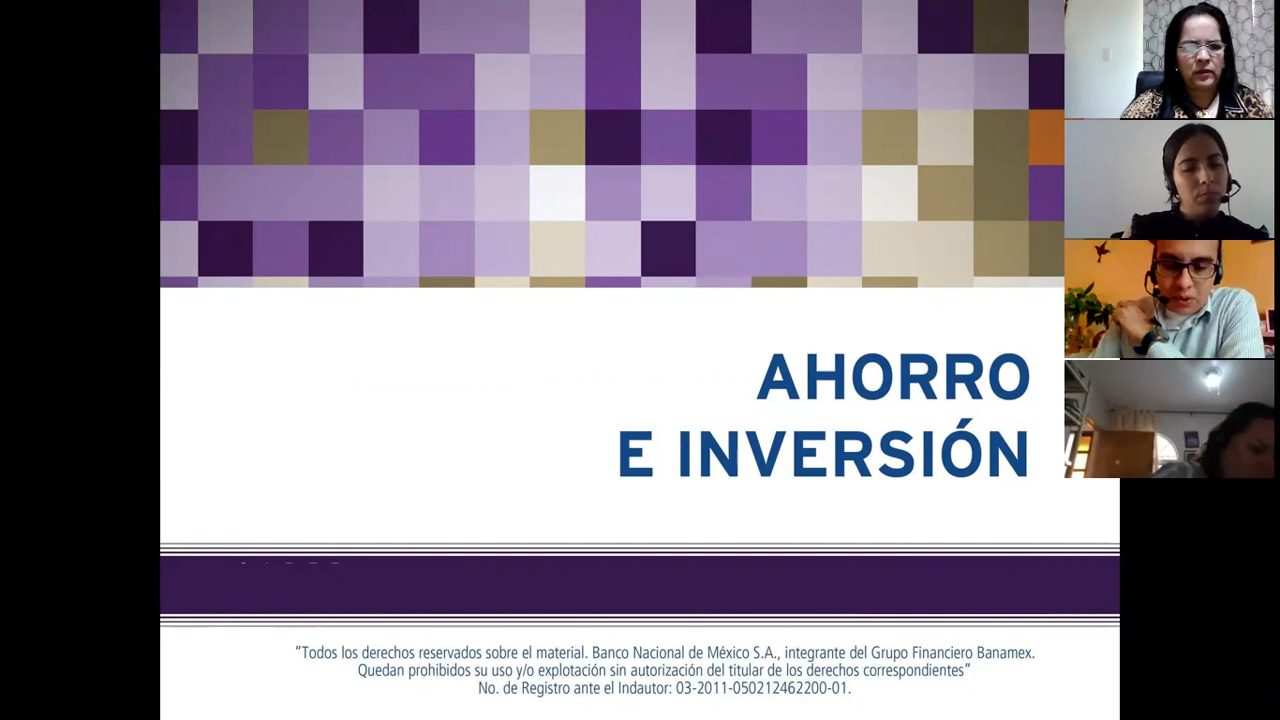 AHORRO
E INVERSIÓN
"Todos los derechos reservados sobre el material. Banco Nacional de México S.A., integrante del Grupo Financiero Banamex.
Quedan prohibidos su uso y/o explotación sin autorización del titular de los derechos correspondientes"
No. de Registro ante el Indautor: 03-2011-050212462200-01.